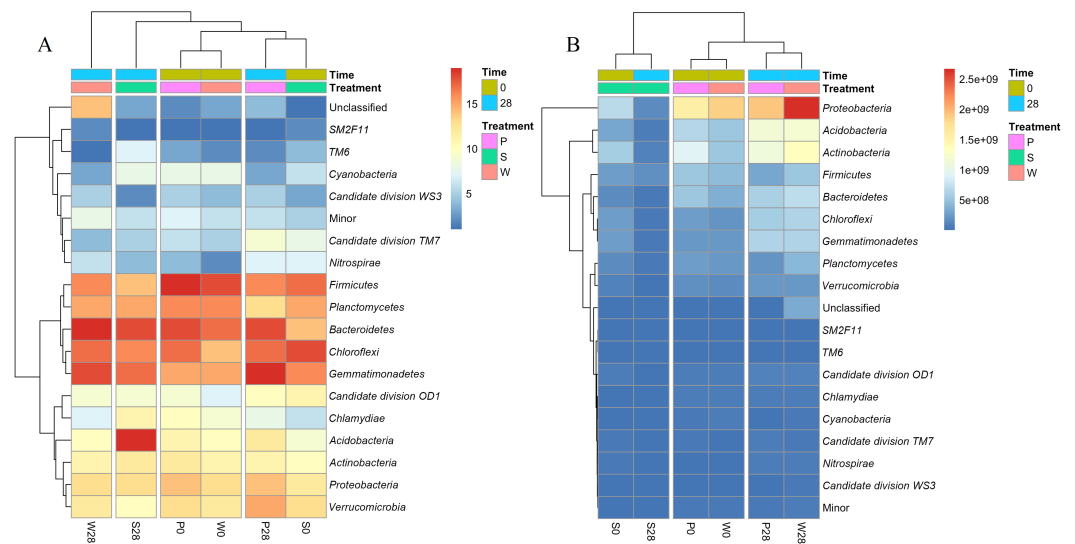 A
Time
Treatment
Unclassified
SM2F11
TM6
Cyanobacteria
Candidate division WS3
Minor
Candidate division TM7
Nitrospirae
Firmicutes
Planctomycetes
Bacteroidetes
Chloroflexi
Gemmatimonadetes
Candidate division OD1
Chlamydiae
Acidobacteria
Actinobacteria
Proteobacteria
Verrucomicrobia
W28
S28
P0
W0
P28
S0
15
10
5
Time
0
28
Treatment
P
S
W
B
Time
Treatment
Proteobacteria
Acidobacteria
Actinobacteria
Firmicutes
Bacteroidetes
Chloroflexi
Gemmatimonadetes
Planctomycetes
Verrucomicrobia
Unclassified
SM2F11
TM6
Candidate division OD1
Chlamydiae
Cyanobacteria
Candidate division TM7
Nitrospirae
Candidate division WS3
Minor
S0
S28
P0
W0
P28
W28
2.5e+09
2e+09
1.5e+09
1e+09
5e+08
Time
0
28
Treatment
P
S
W